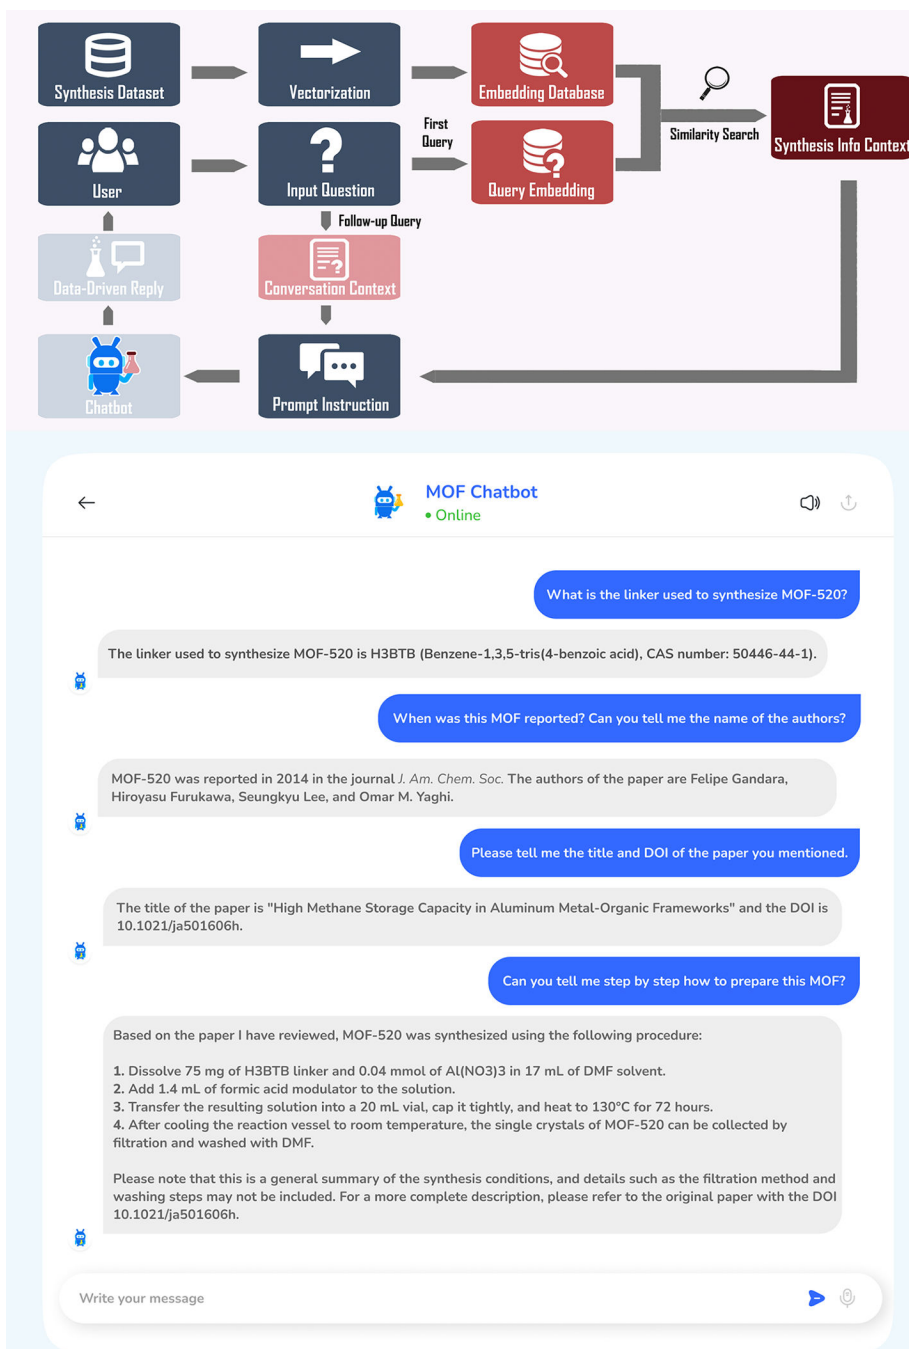 Synthesis Dataset
Vectorization
Embedding Database
Similarity Search
Synthesis Info Context
User
Input Question
First
Query
Query Embedding
Follow-up Query
Data-Driven Reply
Conversation Context
Chatbot
Prompt Instruction
MOF Chatbot
• Online
What is the linker used to synthesize MOF-520?
The linker used to synthesize MOF-520 is H3BTB (Benzene-1,3,5-tris(4-benzoic acid), CAS number: 50446-44-1).
When was this MOF reported? Can you tell me the name of the authors?
MOF-520 was reported in 2014 in the journal J. Am. Chem. Soc. The authors of the paper are Felipe Gandara,
Hiroyasu Furukawa, Seungkyu Lee, and Omar M. Yaghi.
Please tell me the title and DOI of the paper you mentioned.
The title of the paper is "High Methane Storage Capacity in Aluminum Metal-Organic Frameworks" and the DOI is
10.1021/ja501606h.
Can you tell me step by step how to prepare this MOF?
Based on the paper I have reviewed, MOF-520 was synthesized using the following procedure:
1. Dissolve 75 mg of H3BTB linker and 0.04 mmol of Al(NO3)3 in 17 mL of DMF solvent.
2. Add 1.4 mL of formic acid modulator to the solution.
3. Transfer the resulting solution into a 20 mL vial, cap it tightly, and heat to 130°C for 72 hours.
4. After cooling the reaction vessel to room temperature, the single crystals of MOF-520 can be collected by
filtration and washed with DMF.
Please note that this is a general summary of the synthesis conditions, and details such as the filtration method and
washing steps may not be included. For a more complete description, please refer to the original paper with the DOI
10.1021/ja501606h.
Write your message